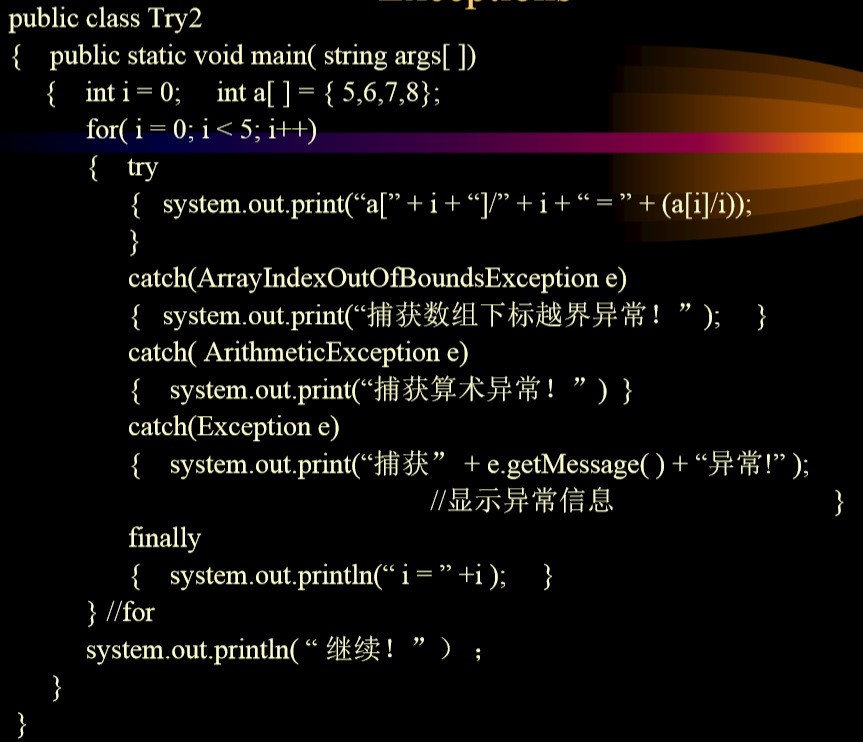 public class Try2
{ public static void main( string args[ ])
{ int i = 0; int a[ ] = { 5,6,7,8};
for( i = 0; i < 5; i++)
{ try
{ system.out.print(“a[” + i + “]/” + i + “ = ” + (a[i]/i));
}
catch(ArrayIndexOutOfBoundsException e)
{ system.out.print(“捕获数组下标越界异常！”); }
catch( ArithmeticException e)
{ system.out.print(“捕获算术异常！”) }
catch(Exception e)
{ system.out.print(“捕获” + e.getMessage( ) + “异常!” );
//显示异常信息 }
finally
{ system.out.println(“ i = ” +i ); }
} //for
system.out.println( “ 继续！ ” ） ；
}
}